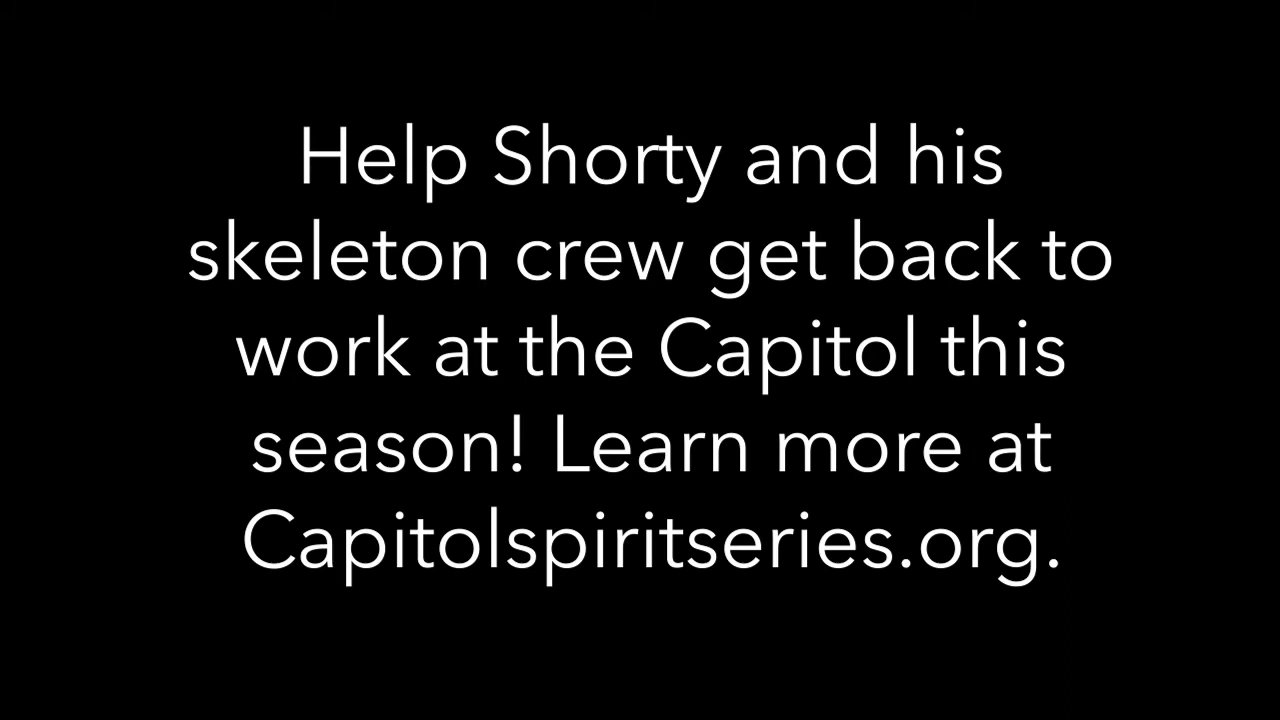 Help Shorty and his
skeleton crew get back to
work at the Capitol this
season! Learn more at
Capitolspiritseries.org.